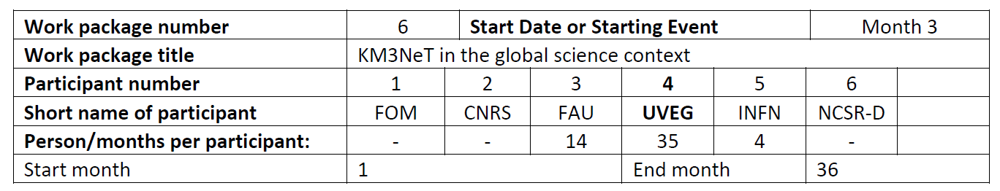 Work package number 6 Start Date or Starting Event Month 3
Work package title KM3NeT in the global science context
Participant number 1 2 3 4 5 6
Short name of participant FOM CNRS FAU UVEG INFN NCSR-D
Person/months per participant: - - 14 35 4 -
Start month 1 End month 36